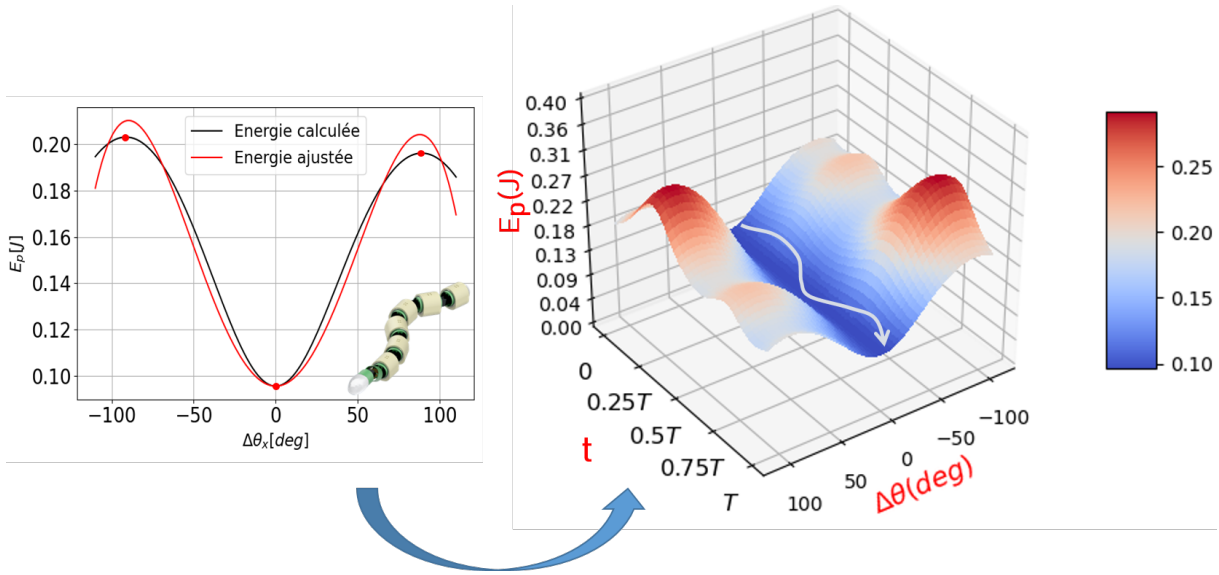 Energie calculée
Energie ajustée
0.20
0.18
0.16
0.14
0.12
0.10
E_p[J]
−100
−50
0
50
100
Δθ_x[deg]
0.40
0.36
0.31
0.27
0.22
0.18
0.13
0.09
0.04
0.00
E_p(J)
0
0.25T
0.5T
0.75T
T
t
100
50
0
−50
−100
Δθ(deg)
0.25
0.20
0.15
0.10